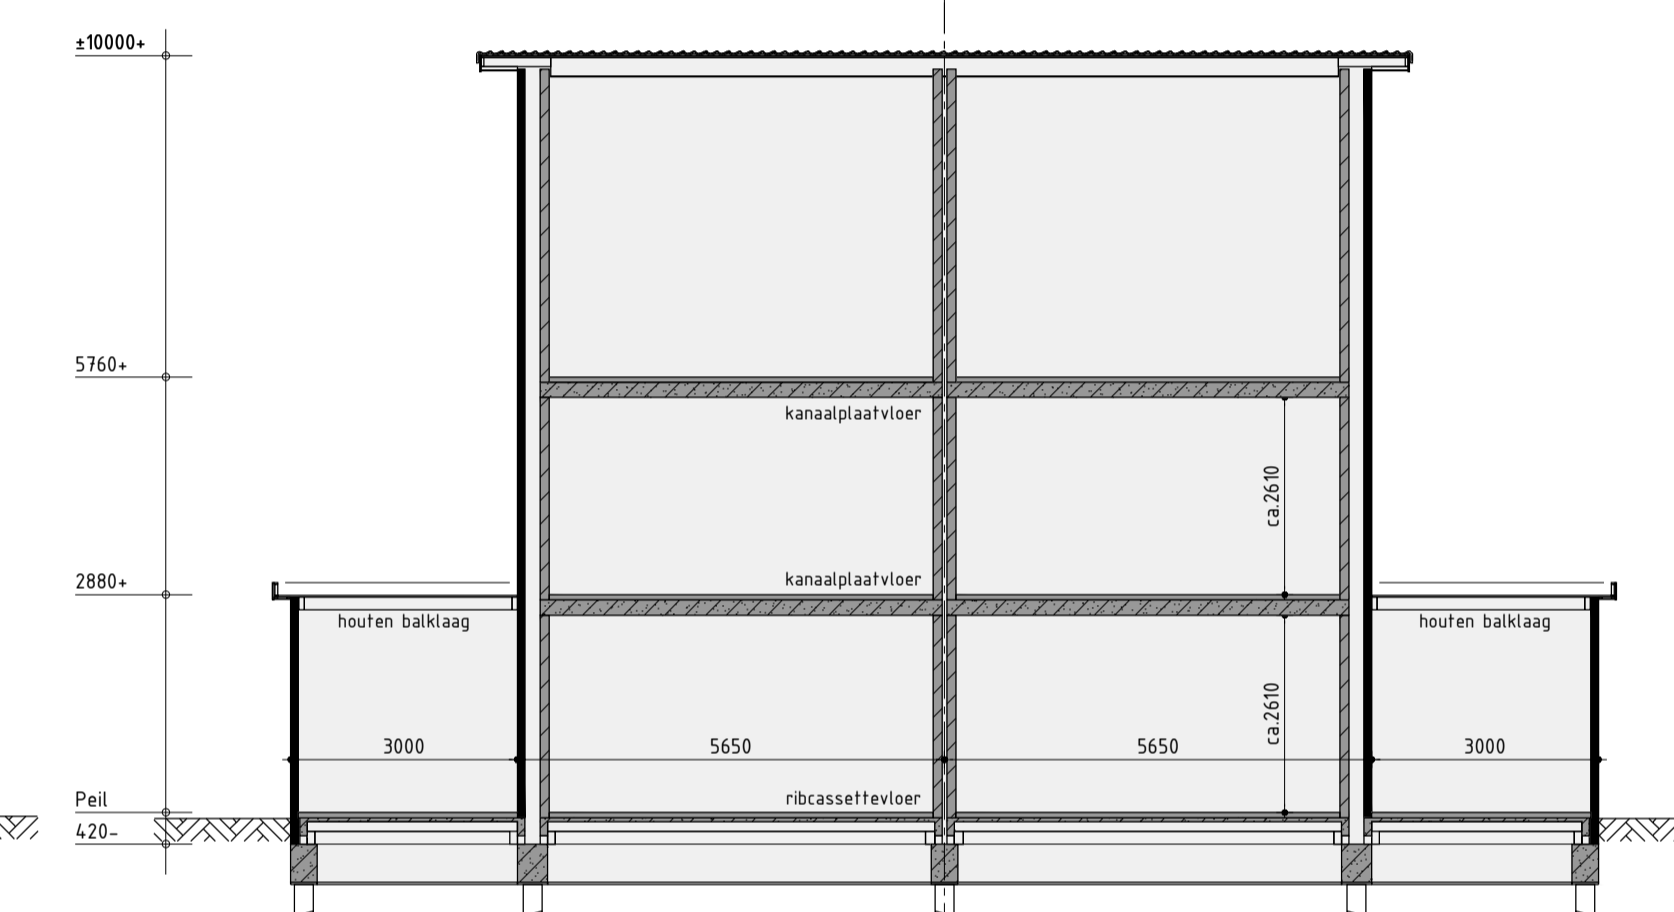 ±10000+
5760+
kanaalplaatvloer
ca.2610
2880+
kanaalplaatvloer
houten balklaag
houten balklaag
ca.2610
3000
5650
5650
3000
Peil
ribcassettevloer
420-